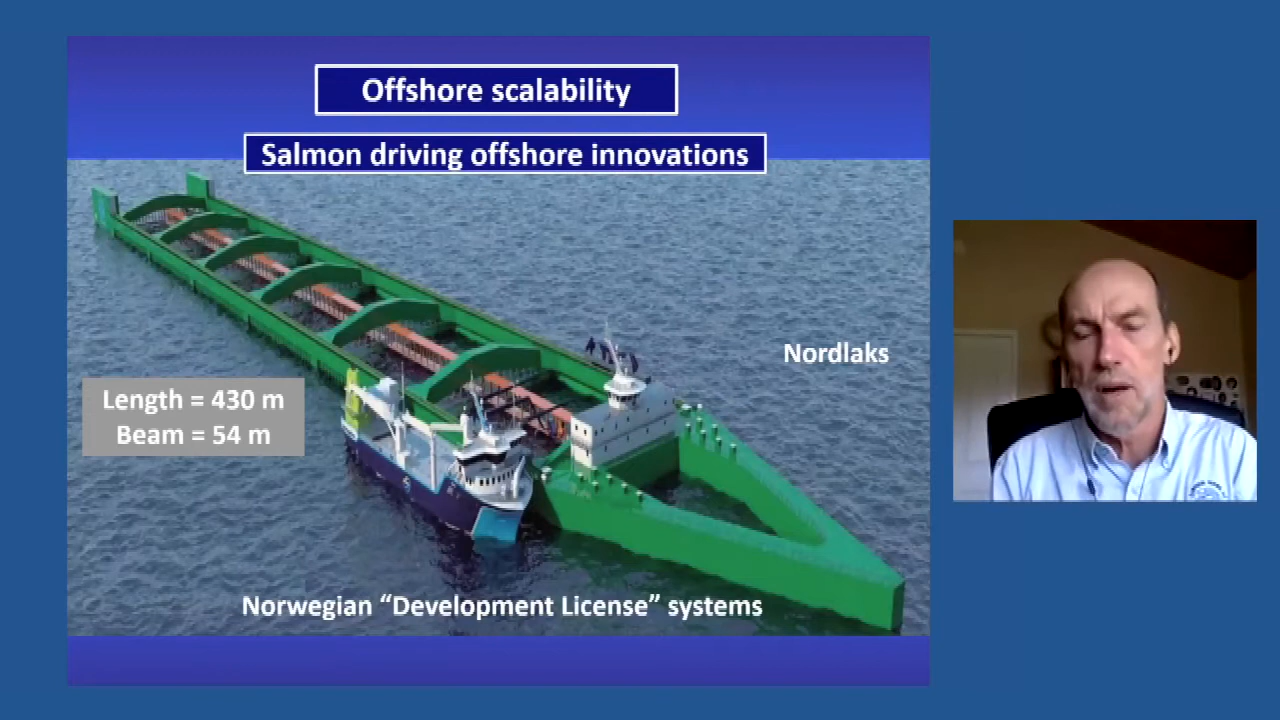 Offshore scalability
Salmon driving offshore innovations
Nordlaks
Length = 430 m
Beam = 54 m
Norwegian “Development License” systems